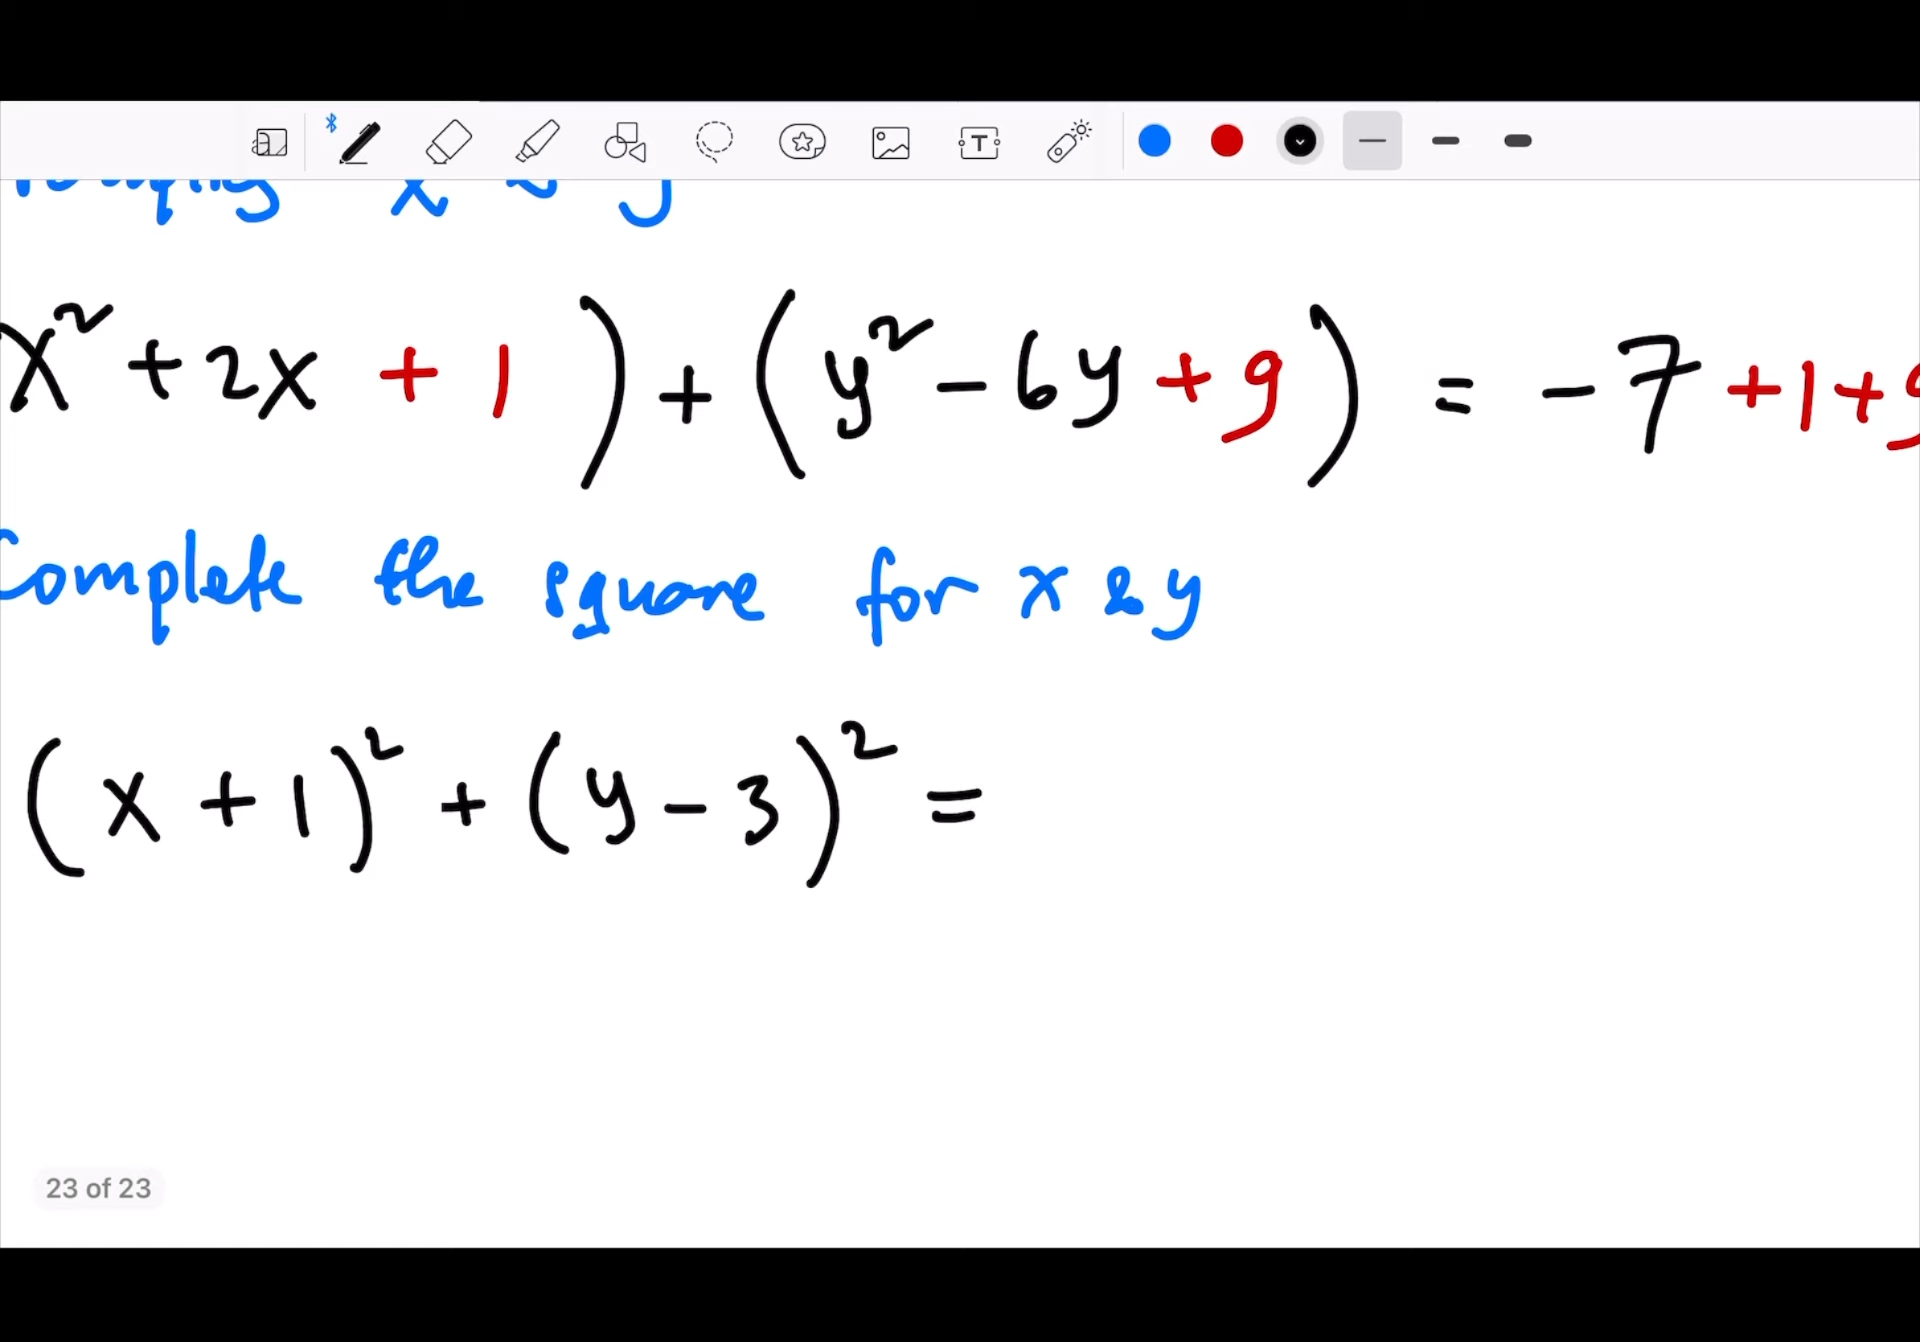 x² + 2x + 1 ) + ( y² - 6y + 9 ) = -7 + 1 + 9
Complete the square for x & y
(x + 1)² + (y - 3)² =
23 of 23